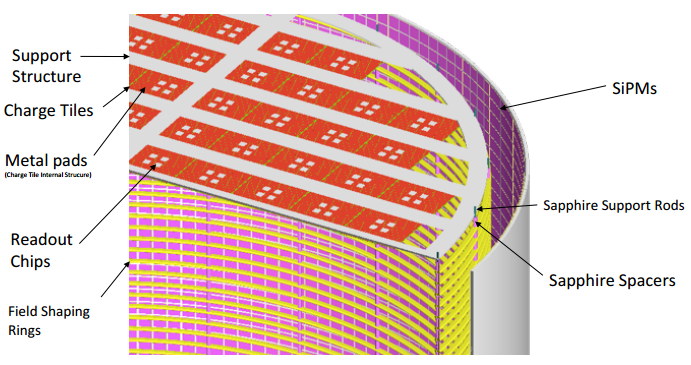 Support
Structure
Charge Tiles
Metal pads
(Charge Tile Internal Strucure)
Readout
Chips
Field Shaping
Rings
SiPMs
Sapphire Support Rods
Sapphire Spacers